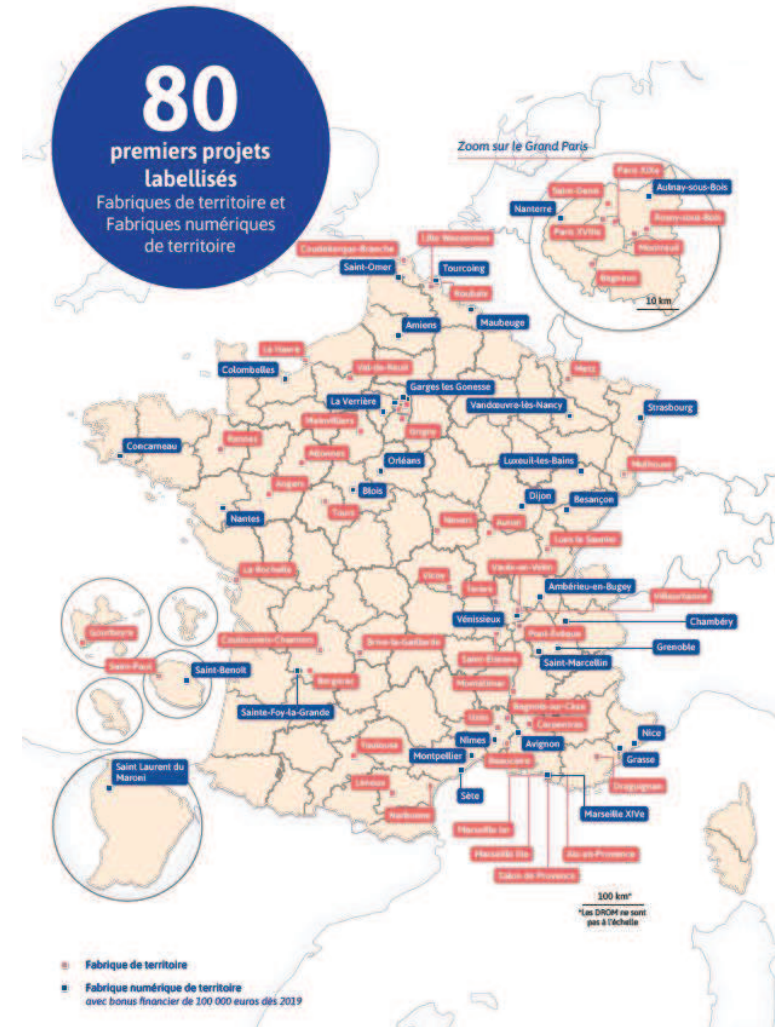 80
premiers projets
labellisés
Fabriques de territoire et
Fabriques numériques
de territoire
Zoom sur le Grand Paris
Paris XIXe
Saint-Denis
Aulnay-sous-Bois
Nanterre
Rosny-sous-Bois
Paris XVIIIe
Montreuil
Bagneux
10 km
Coudekerque-Branche
Lille Wazemmes
Saint-Omer
Tourcoing
Roubaix
Amiens
Maubeuge
Le Havre
Val-de-Reuil
Metz
Colombelles
Garges les Gonesse
La Verrière
Vandœuvre-lès-Nancy
Strasbourg
Mainvilliers
Grigny
Rennes
Concarneau
Allonnes
Orléans
Luxeuil-les-Bains
Mulhouse
Angers
Blois
Dijon
Besançon
Tours
Nantes
Nevers
Autun
Lons le Saunier
La Rochelle
Vaulx-en-Velin
Vichy
Ambérieu-en-Bugey
Villeurbanne
Tarare
Gourbeyre
Vénissieux
Chambéry
Coulounieix-Chamiers
Brive-la-Gaillarde
Pont-Évêque
Grenoble
Saint-Paul
Saint-Benoit
Saint-Étienne
Saint-Marcellin
Bergerac
Montélimar
Sainte-Foy-la-Grande
Bagnols-sur-Cèze
Uzès
Carpentras
Nice
Nîmes
Avignon
Toulouse
Montpellier
Grasse
Saint Laurent du
Maroni
Beaucaire
Draguignan
Sète
Narbonne
Marseille XIVe
Marseille Ier
Marseille IIIe
Aix-en-Provence
Salon de Provence
100 km*
*Les DROM ne sont
pas à l'échelle
Fabrique de territoire
Fabrique numérique de territoire
avec bonus financier de 100 000 euros dès 2019